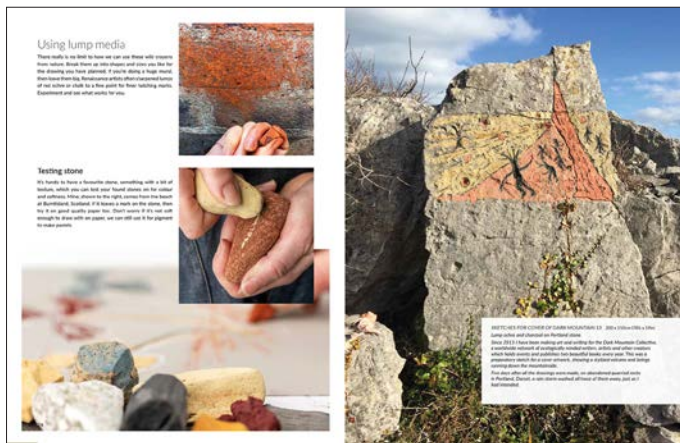 Using lump media
There really is no limit to how we can use these wild crayons
from nature. Break them up into shapes and sizes you like for
the drawing you have planned. If you're doing a huge mural,
then leave them big. Renaissance artists often sharpened lumps
of red ochre or chalk to a fine point for finer hatching marks.
Experiment and see what works for you.
Testing stone
It's handy to have a favourite stone, something with a bit of
texture, which you can test your found stones on for colour
and softness. Mine, shown to the right, comes from the beach
at Burntisland, Scotland. If it leaves a mark on the stone, then
try it on good quality paper too. Don't worry if it's not soft
enough to draw with on paper, we can still use it for pigment
to make paints.
SKETCHES FOR COVER OF DARK MOUNTAIN 13
Lump ochre and charcoal on Portland stone
Since 2013 I have been making art and writing for the Dark Mountain Collective,
a worldwide network of ecologically minded writers, artists and other creators
which holds events and publishes two beautiful books every year. This was a
preparatory sketch for a cover artwork, showing a stylised volcano and beings
running down the mountainside.
Five days after all the drawings were made, on abandoned quarried rocks
in Portland, Dorset, a rain storm washed all trace of them away, just as I
had intended.